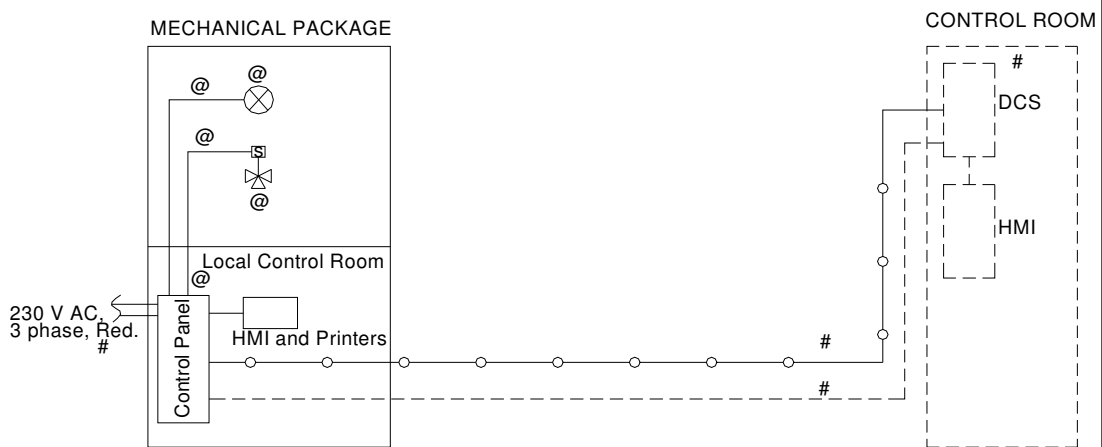 MECHANICAL PACKAGE
CONTROL ROOM
@
@
#
DCS
@
S
@
HMI
Local Control Room
@
230 V AC,
3 phase, Red.
#
Control Panel
HMI and Printers
#
#